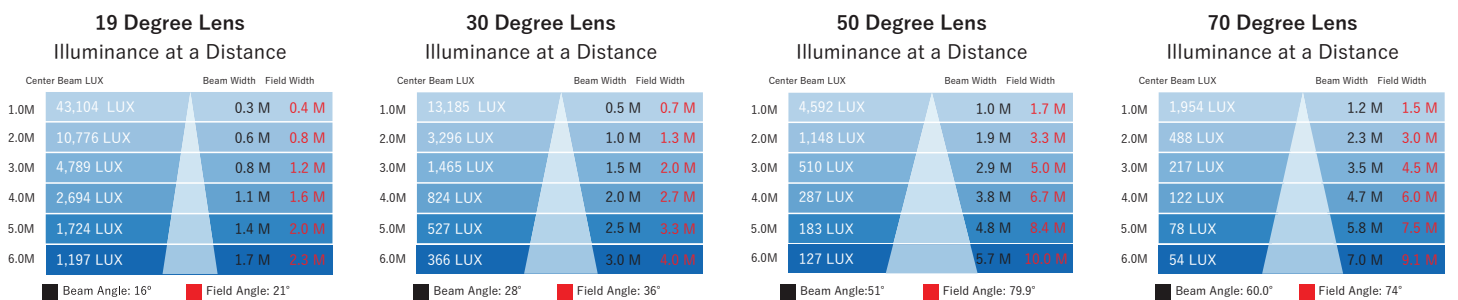 19 Degree Lens
Illuminance at a Distance
Center Beam LUX Beam Width Field Width
1.0M 43,104 LUX 0.3 M 0.4 M
2.0M 10,776 LUX 0.6 M 0.8 M
3.0M 4,789 LUX 0.8 M 1.2 M
4.0M 2,694 LUX 1.1 M 1.6 M
5.0M 1,724 LUX 1.4 M 2.0 M
6.0M 1,197 LUX 1.7 M 2.3 M
Beam Angle: 16° Field Angle: 21°
30 Degree Lens
Illuminance at a Distance
Center Beam LUX Beam Width Field Width
1.0M 13,185 LUX 0.5 M 0.7 M
2.0M 3,296 LUX 1.0 M 1.3 M
3.0M 1,465 LUX 1.5 M 2.0 M
4.0M 824 LUX 2.0 M 2.7 M
5.0M 527 LUX 2.5 M 3.3 M
6.0M 366 LUX 3.0 M 4.0 M
Beam Angle: 28° Field Angle: 36°
50 Degree Lens
Illuminance at a Distance
Center Beam LUX Beam Width Field Width
1.0M 4,592 LUX 1.0 M 1.7 M
2.0M 1,148 LUX 1.9 M 3.3 M
3.0M 510 LUX 2.9 M 5.0 M
4.0M 287 LUX 3.8 M 6.7 M
5.0M 183 LUX 4.8 M 8.4 M
6.0M 127 LUX 5.7 M 10.0 M
Beam Angle:51° Field Angle: 79.9°
70 Degree Lens
Illuminance at a Distance
Center Beam LUX Beam Width Field Width
1.0M 1,954 LUX 1.2 M 1.5 M
2.0M 488 LUX 2.3 M 3.0 M
3.0M 217 LUX 3.5 M 4.5 M
4.0M 122 LUX 4.7 M 6.0 M
5.0M 78 LUX 5.8 M 7.5 M
6.0M 54 LUX 7.0 M 9.1 M
Beam Angle: 60.0° Field Angle: 74°